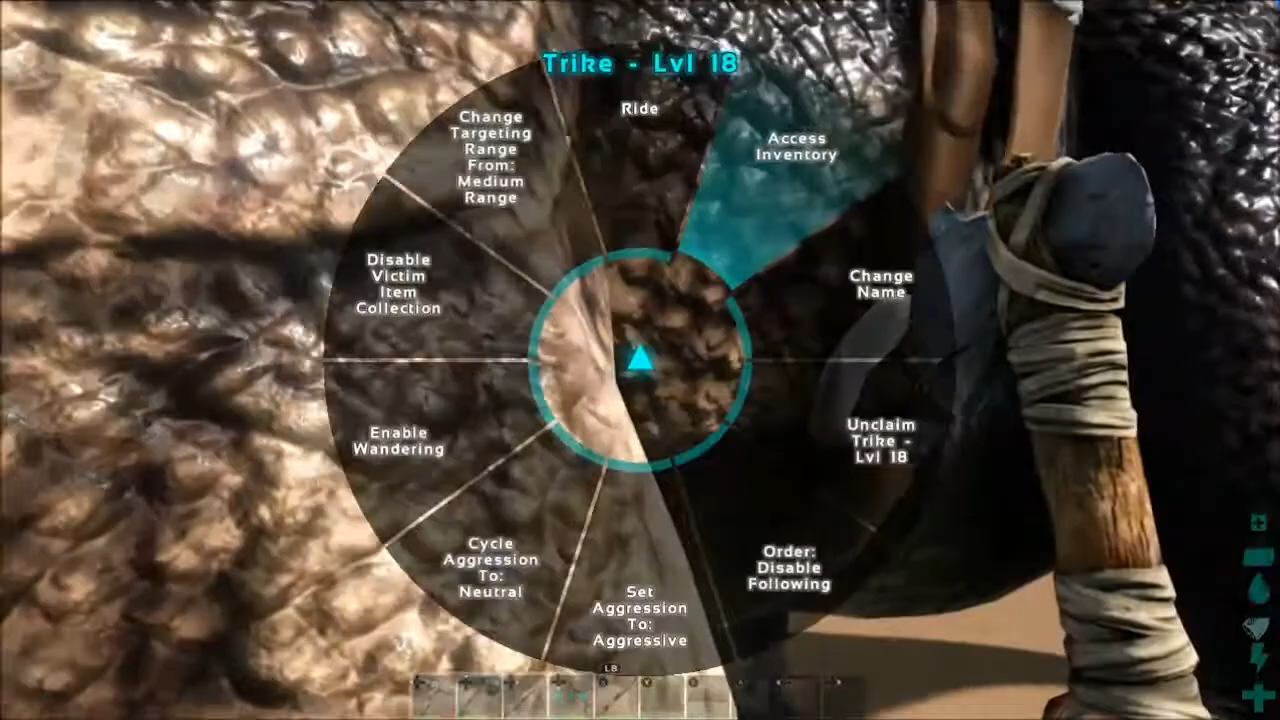 Trike - Lvl 18
Ride
Access
Inventory
Change
Name
Unclaim
Trike -
Lvl 18
Order:
Disable
Following
Set
Aggression
To:
Aggressive
Cycle
Aggression
To:
Neutral
Enable
Wandering
Disable
Victim
Item
Collection
Change
Targeting
Range
From:
Medium
Range
LB